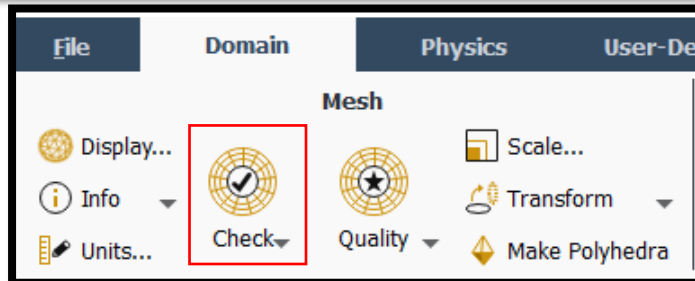 File Domain Physics User-De
Mesh
Display... Scale...
Info Check Quality Transform
Units... Make Polyhedra